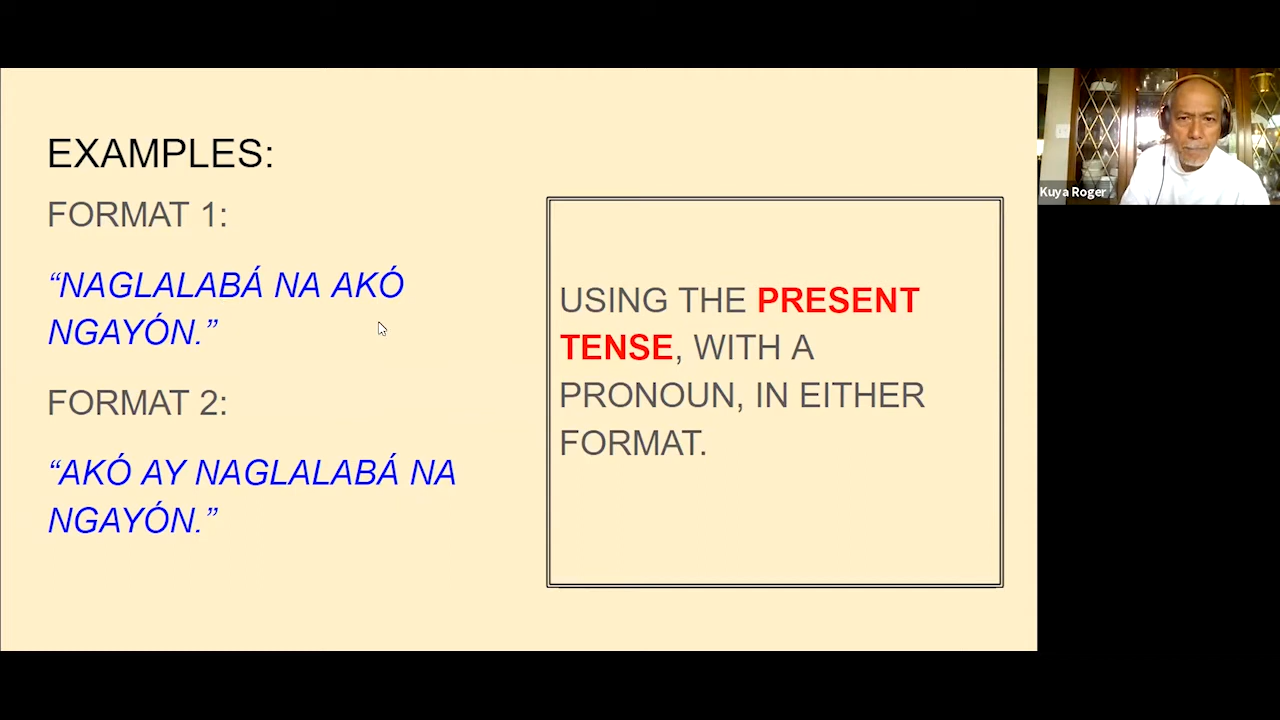 EXAMPLES:
FORMAT 1:
“NAGLALABÁ NA AKÓ
NGAYÓN.”
FORMAT 2:
“AKÓ AY NAGLALABÁ NA
NGAYÓN.”
USING THE PRESENT
TENSE, WITH A
PRONOUN, IN EITHER
FORMAT.
Kuya Roger